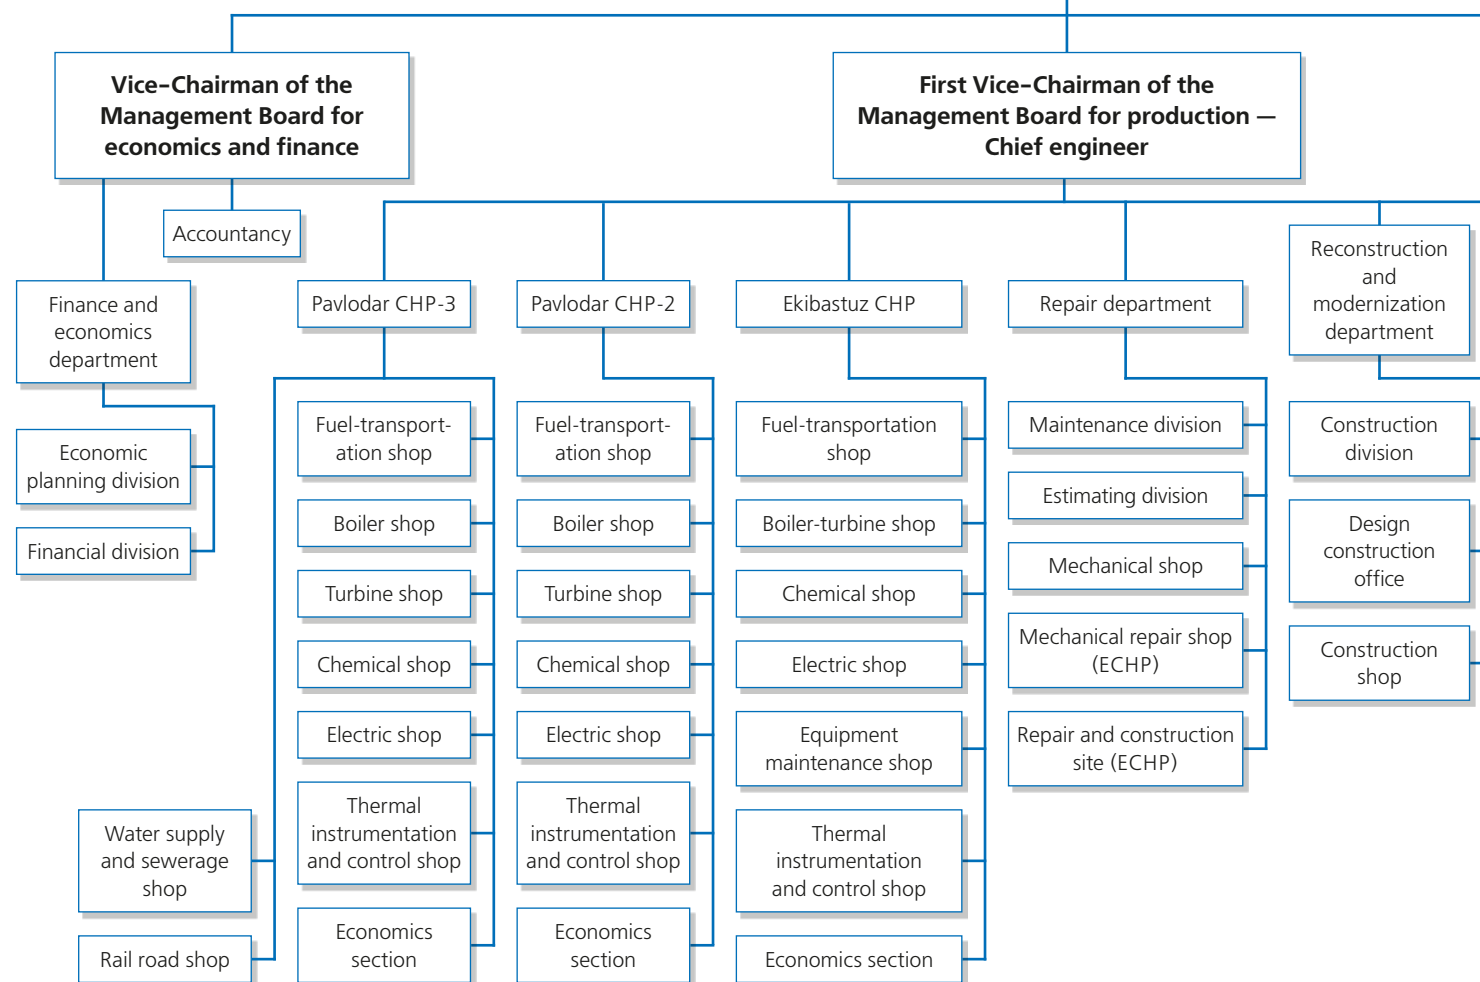 Vice-Chairman of the
Management Board for
economics and finance
First Vice-Chairman of the
Management Board for production —
Chief engineer
Accountancy
Finance and
economics
department
Economic
planning division
Financial division
Pavlodar CHP-3
Fuel-transport-
ation shop
Boiler shop
Turbine shop
Chemical shop
Electric shop
Thermal
instrumentation
and control shop
Economics
section
Water supply
and sewerage
shop
Rail road shop
Pavlodar CHP-2
Fuel-transport-
ation shop
Boiler shop
Turbine shop
Chemical shop
Electric shop
Thermal
instrumentation
and control shop
Economics
section
Ekibastuz CHP
Fuel-transportation
shop
Boiler-turbine shop
Chemical shop
Electric shop
Equipment
maintenance shop
Thermal
instrumentation
and control shop
Economics section
Repair department
Maintenance division
Estimating division
Mechanical shop
Mechanical repair shop
(ECHP)
Repair and construction
site (ECHP)
Reconstruction
and
modernization
department
Construction
division
Design
construction
office
Construction
shop